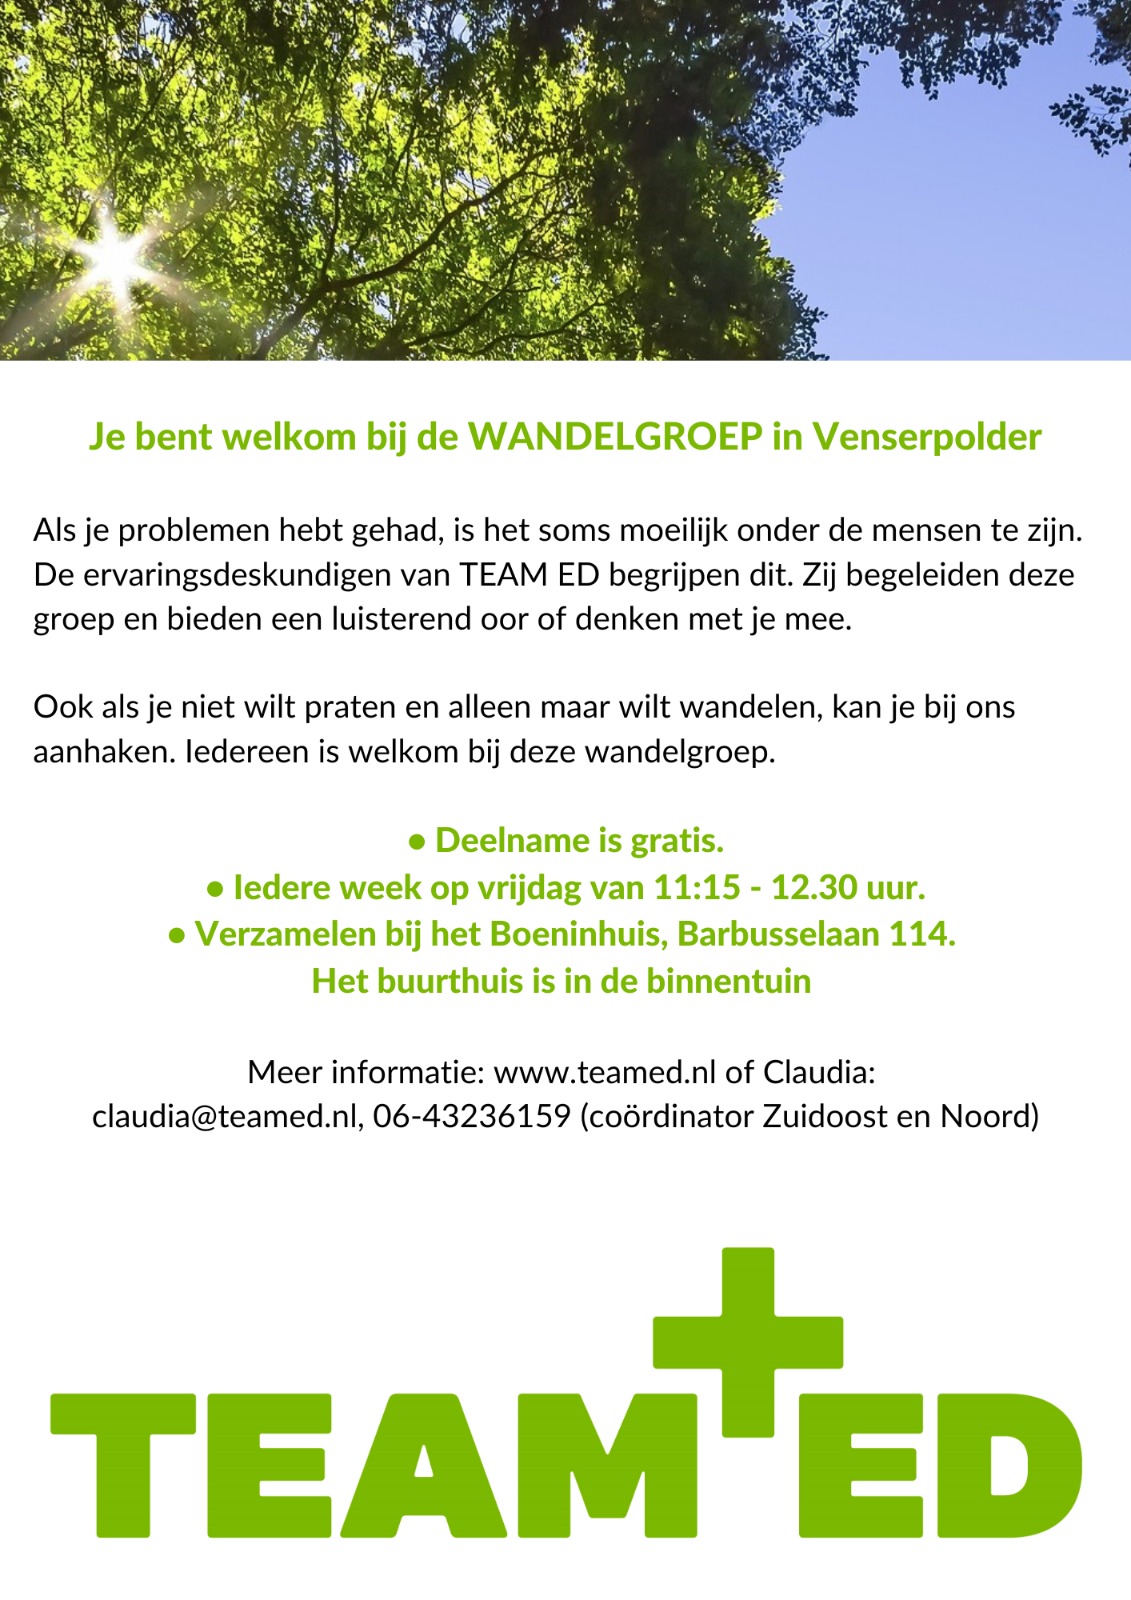 Je bent welkom bij de WANDELGROEP in Venserpolder
Als je problemen hebt gehad, is het soms moeilijk onder de mensen te zijn.
De ervaringsdeskundigen van TEAM ED begrijpen dit. Zij begeleiden deze
groep en bieden een luisterend oor of denken met je mee.
Ook als je niet wilt praten en alleen maar wilt wandelen, kan je bij ons
aanhaken. Iedereen is welkom bij deze wandelgroep.
● Deelname is gratis.
● Iedere week op vrijdag van 11:15 - 12.30 uur.
● Verzamelen bij het Boeninhuis, Barbusselaan 114.
Het buurthuis is in de binnentuin
Meer informatie: www.teamed.nl of Claudia:
claudia@teamed.nl, 06-43236159 (coördinator Zuidoost en Noord)
TEAM+ED